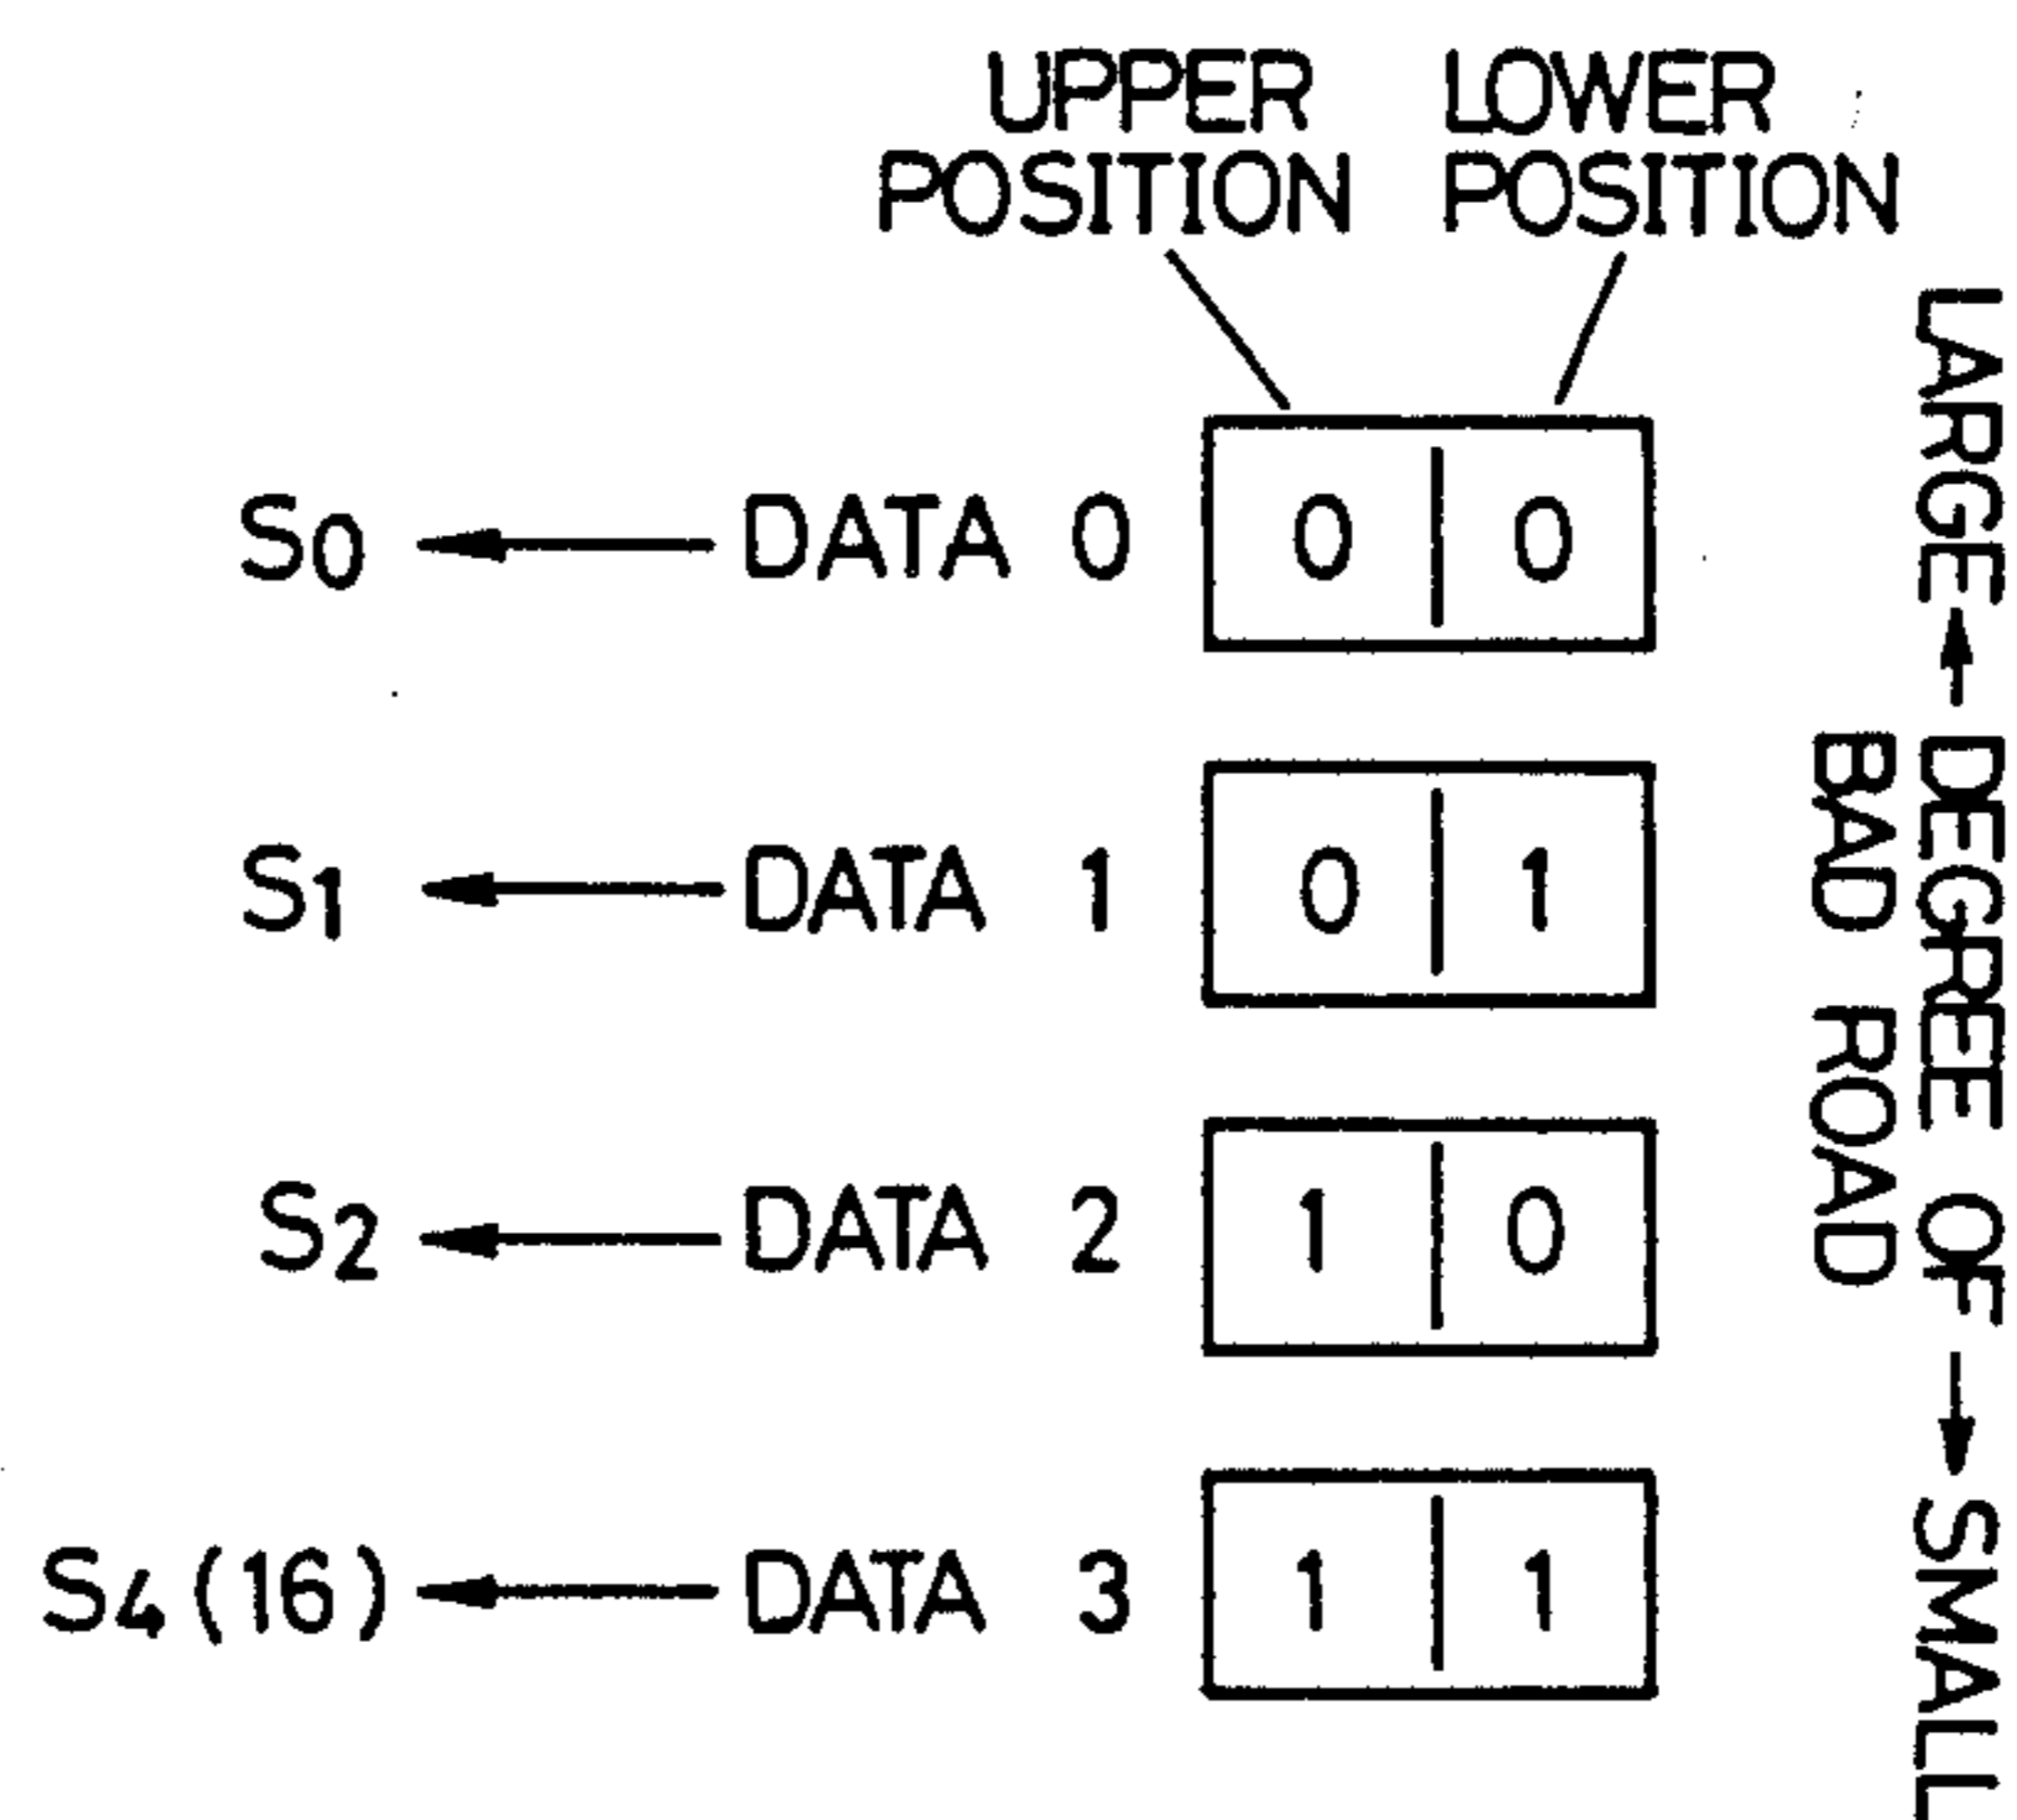 UPPER LOWER
POSITION POSITION
S0 DATA 0 0 0
S1 DATA 1 0 1
S2 DATA 2 1 0
S4 (16) DATA 3 1 1
LARGE DEGREE OF SMALL
BAD ROAD